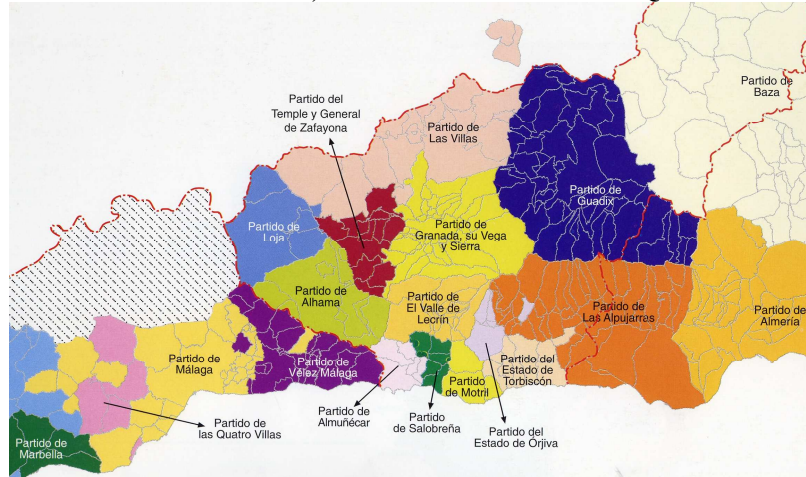 Partido de
Baza
Partido del
Temple y General
de Zafayona
Partido de
Las Villas
Partido de
Guadix
Partido de
Loja
Partido de
Granada, su Vega
y Sierra
Partido de
Alhama
Partido de
El Valle de
Lecrín
Partido de
Las Alpujarras
Partido de
Almería
Partido de
Málaga
Partido de
Vélez Málaga
Partido del
Estado de
Torbiscón
Partido
de Motril
Partido de
Almuñécar
Partido
de Salobreña
Partido del
Estado de Órjiva
Partido de
las Quatro Villas
Partido de
Marbella